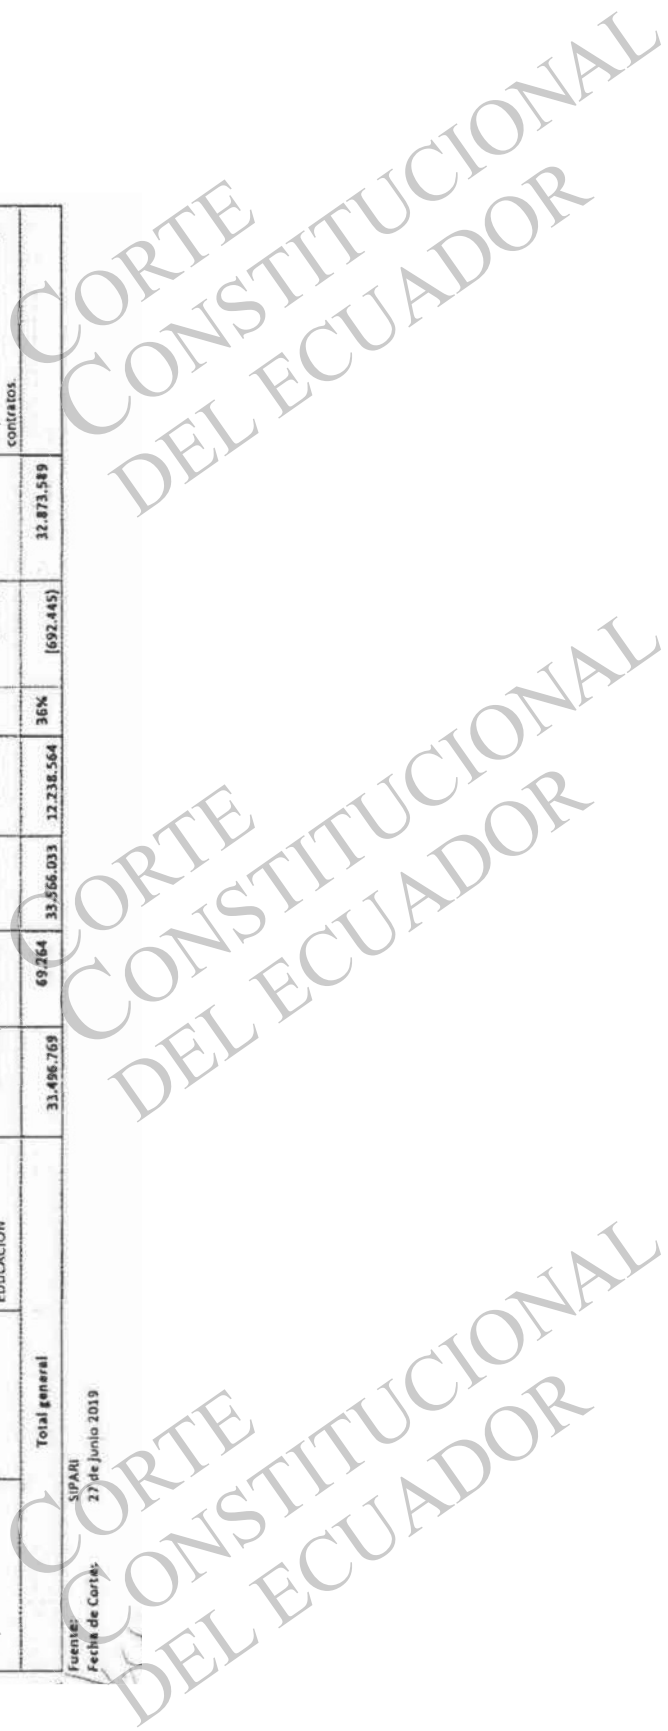 contratos.
EDUCACIÓN
Total general 33.496.769 69.264 33.566.033 12.238.564 36% (692.445) 32.873.589
Fuente: SIPARI
Fecha de Corte: 27 de Junio 2019
CORTE
CONSTITUCIONAL
DEL ECUADOR
CORTE
CONSTITUCIONAL
DEL ECUADOR
CORTE
CONSTITUCIONAL
DEL ECUADOR